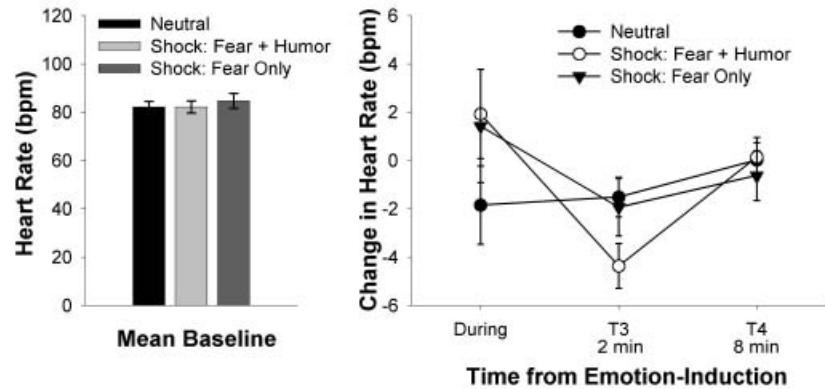 Heart Rate (bpm)
120
100
80
60
40
20
0
Neutral
Shock: Fear + Humor
Shock: Fear Only
Mean Baseline
Change in Heart Rate (bpm)
6
4
2
0
-2
-4
-6
Neutral
Shock: Fear + Humor
Shock: Fear Only
During
T3
2 min
T4
8 min
Time from Emotion-Induction